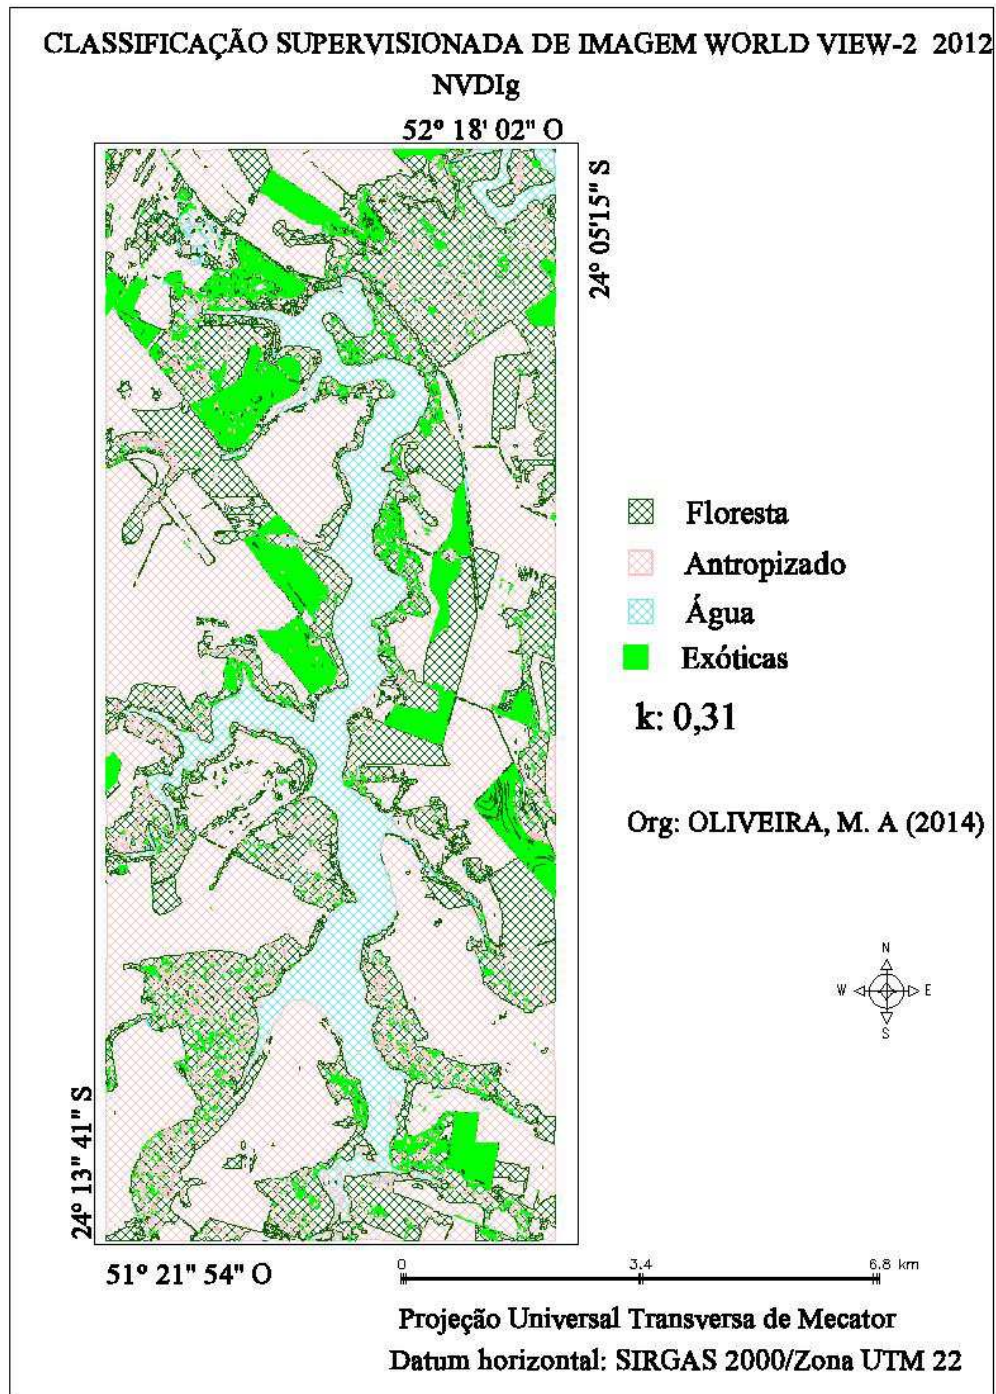 CLASSIFICAÇÃO SUPERVISIONADA DE IMAGEM WORLD VIEW-2 2012
NVDIg
52º 18' 02" O
24º 05'15" S
Floresta
Antropizado
Água
Exóticas
k: 0,31
Org: OLIVEIRA, M. A (2014)
N
W E
S
24º 13" 41" S
51º 21" 54" O
0 3.4 6.8 km
Projeção Universal Transversa de Mecator
Datum horizontal: SIRGAS 2000/Zona UTM 22